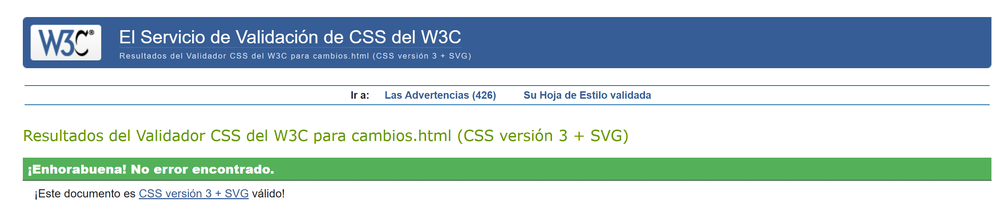 W3C®
El Servicio de Validación de CSS del W3C
Resultados del Validador CSS del W3C para cambios.html (CSS versión 3 + SVG)
Ir a: Las Advertencias (426) Su Hoja de Estilo validada
Resultados del Validador CSS del W3C para cambios.html (CSS versión 3 + SVG)
¡Enhorabuena! No error encontrado.
¡Este documento es CSS versión 3 + SVG válido!